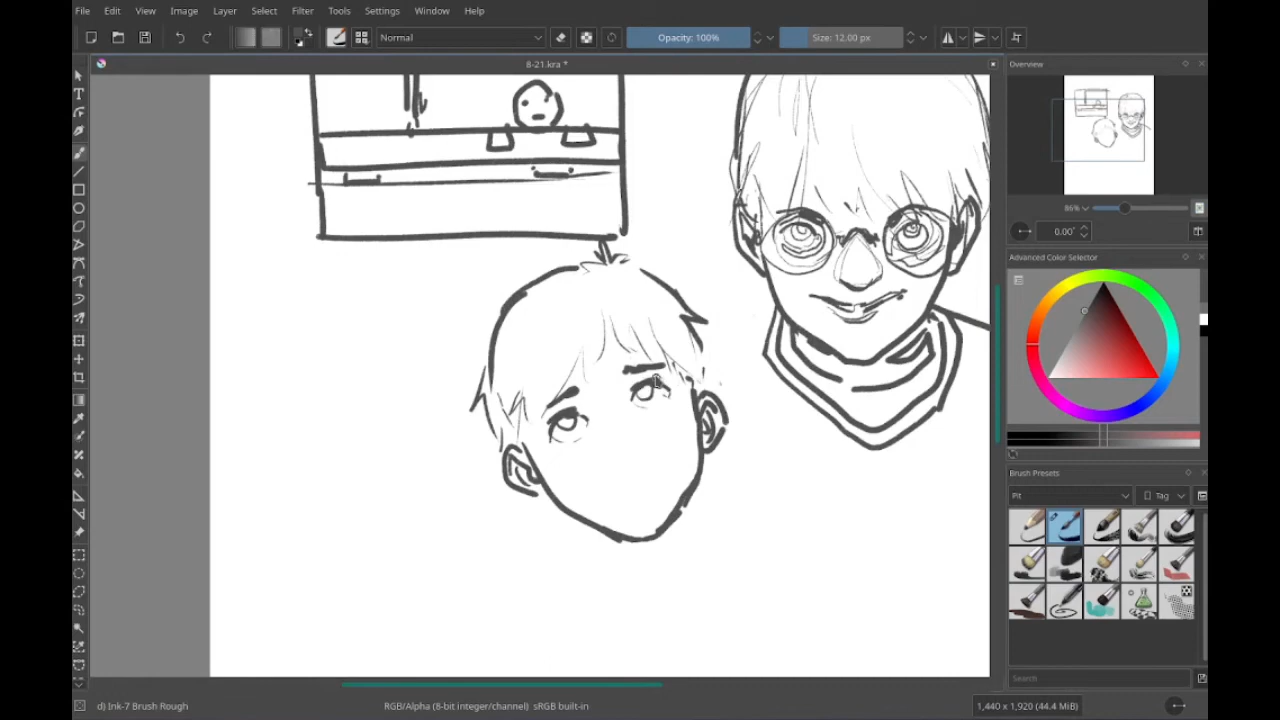 File Edit View Image Layer Select Filter Tools Settings Window Help
Normal Opacity: 100% Size: 12.00 px
8-21.kra *
Overview
86%
0.00°
Advanced Color Selector
Brush Presets
Pit Tag
Search
d) Ink-7 Brush Rough RGB/Alpha (8-bit integer/channel) sRGB built-in 1,440 x 1,920 (44.4 MiB)